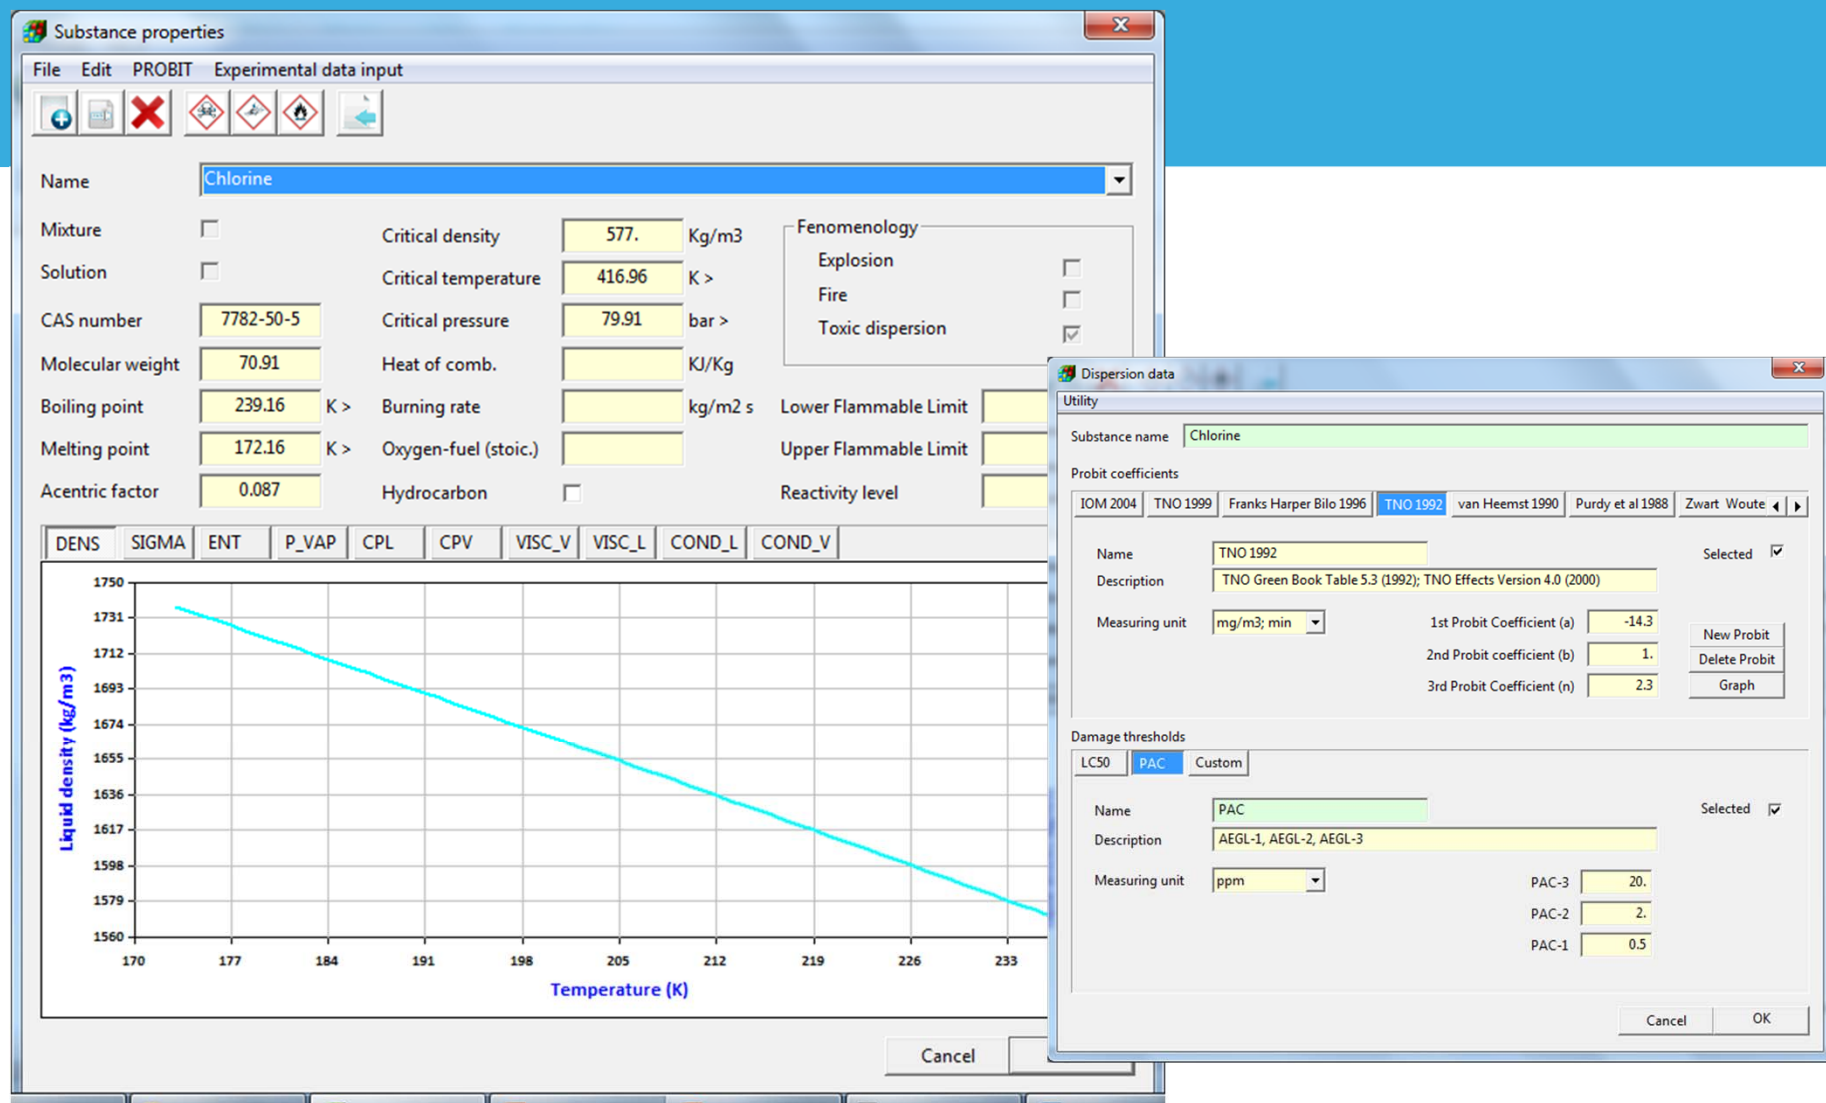 Substance properties
File Edit PROBIT Experimental data input
Name Chlorine
Mixture
Solution
CAS number 7782-50-5
Molecular weight 70.91
Boiling point 239.16 K >
Melting point 172.16 K >
Acentric factor 0.087
Critical density 577. Kg/m3
Critical temperature 416.96 K >
Critical pressure 79.91 bar >
Heat of comb. KJ/Kg
Burning rate kg/m2 s
Oxygen-fuel (stoic.)
Hydrocarbon
Fenomenology
Explosion
Fire
Toxic dispersion
Lower Flammable Limit
Upper Flammable Limit
Reactivity level
DENS SIGMA ENT P_VAP CPL CPV VISC_V VISC_L COND_L COND_V
Liquid density (kg/m3)
1750
1731
1712
1693
1674
1655
1636
1617
1598
1579
1560
170 177 184 191 198 205 212 219 226 233
Temperature (K)
Cancel
Dispersion data
Utility
Substance name Chlorine
Probit coefficients
IOM 2004 TNO 1999 Franks Harper Bilo 1996 TNO 1992 van Heemst 1990 Purdy et al 1988 Zwart Woute
Name TNO 1992 Selected
Description TNO Green Book Table 5.3 (1992); TNO Effects Version 4.0 (2000)
Measuring unit mg/m3; min
1st Probit Coefficient (a) -14.3
2nd Probit coefficient (b) 1.
3rd Probit Coefficient (n) 2.3
New Probit
Delete Probit
Graph
Damage thresholds
LC50 PAC Custom
Name PAC Selected
Description AEGL-1, AEGL-2, AEGL-3
Measuring unit ppm
PAC-3 20.
PAC-2 2.
PAC-1 0.5
Cancel OK